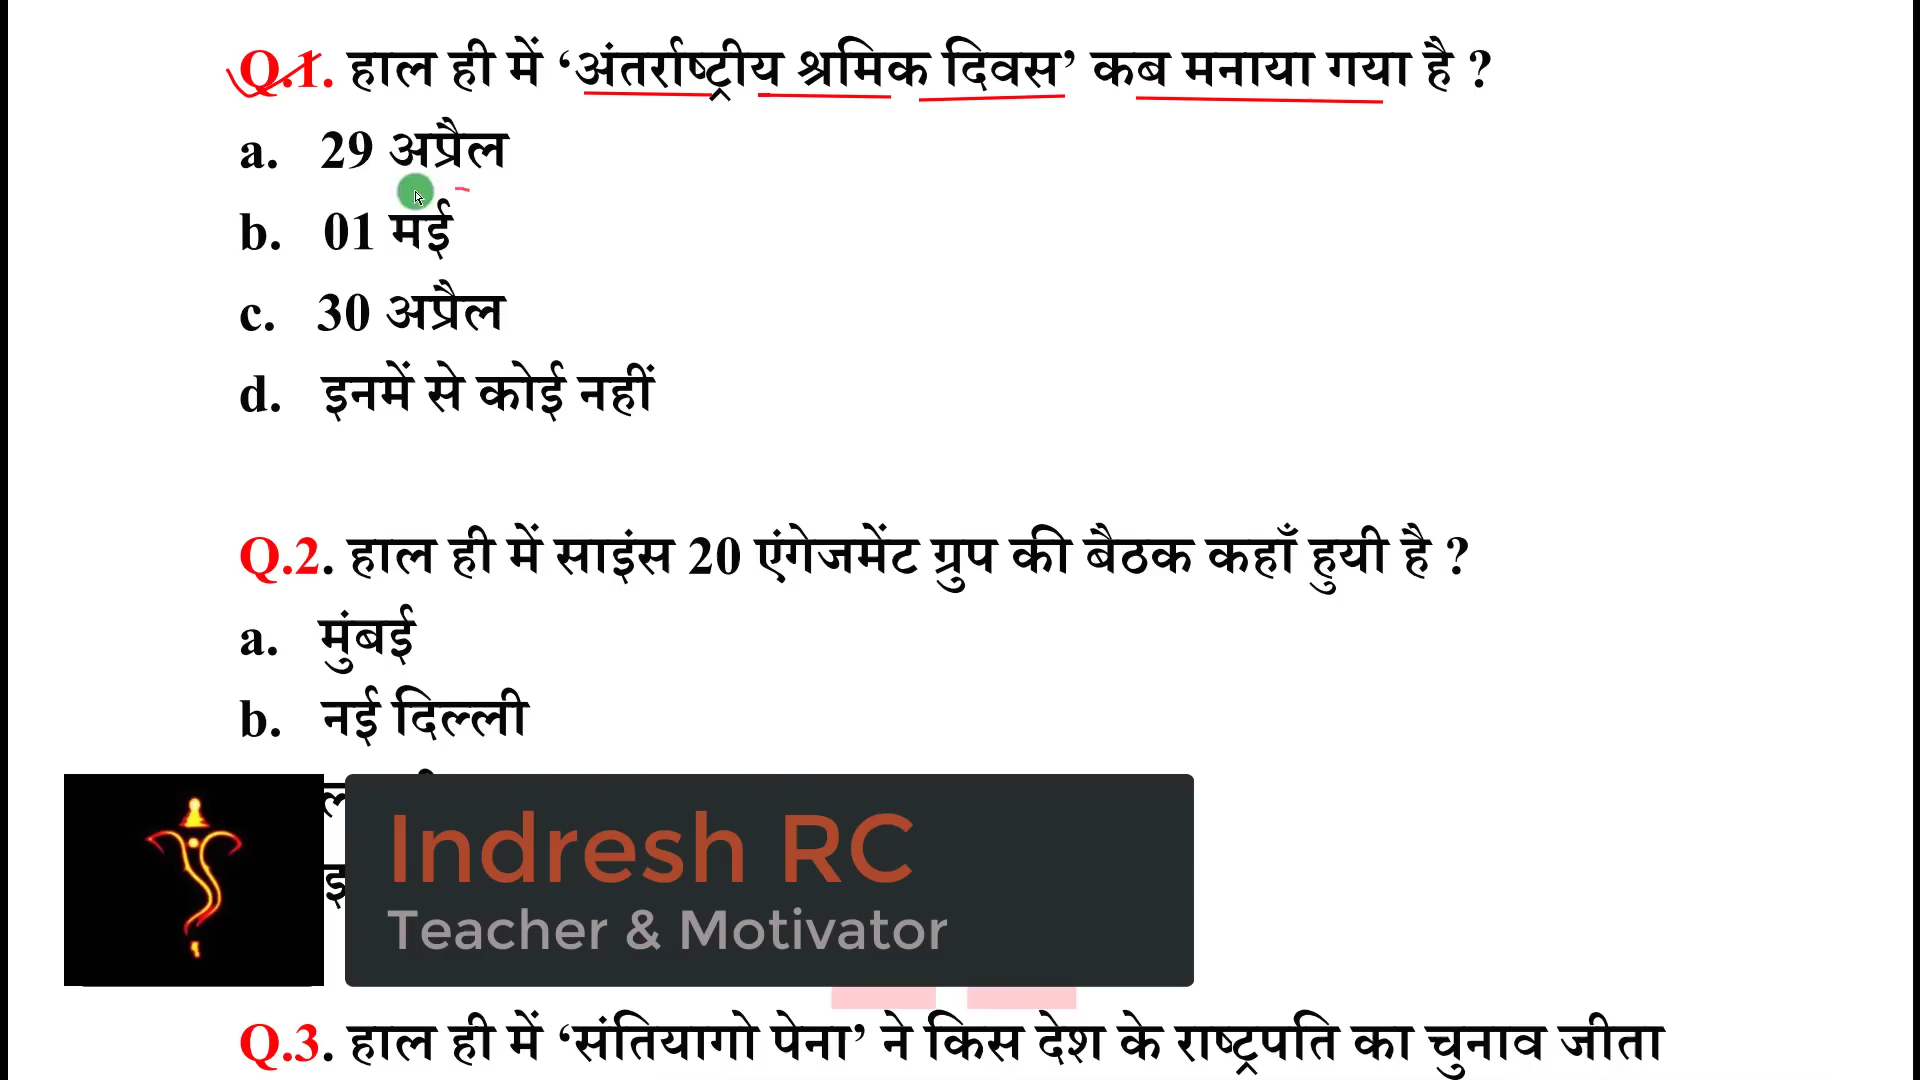 Q.1. हाल ही में ‘अंतर्राष्ट्रीय श्रमिक दिवस’ कब मनाया गया है ?
a. 29 अप्रैल
b. 01 मई
c. 30 अप्रैल
d. इनमें से कोई नहीं
Q.2. हाल ही में साइंस 20 एंगेजमेंट ग्रुप की बैठक कहाँ हुयी है ?
a. मुंबई
b. नई दिल्ली
Indresh RC
Teacher & Motivator
Q.3. हाल ही में ‘संतियागो पेना’ ने किस देश के राष्ट्रपति का चुनाव जीता